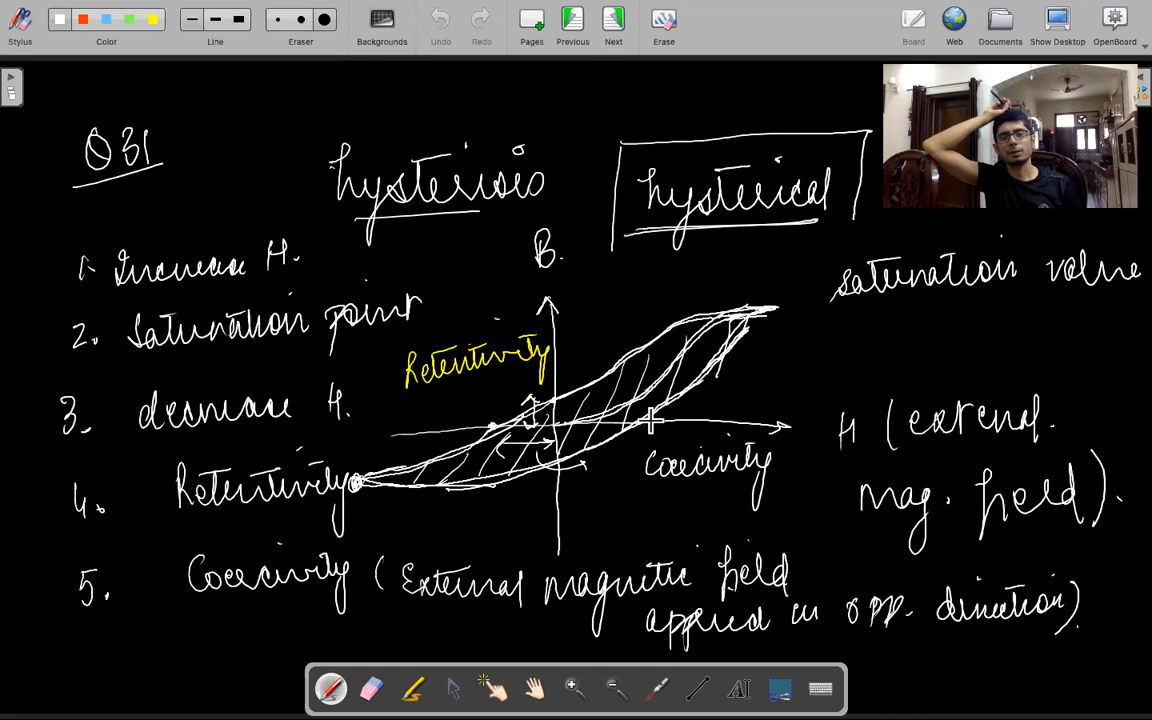 Stylus Color Line Eraser Backgrounds Undo Redo Pages Previous Next Erase Board Web Documents Show Desktop OpenBoard
Q31
hysterisis
hysterical
B.
1. Increase H.
saturation value
2. Saturation point
Retentivity
3. decrease H.
H (external
mag. field).
Coercivity
4. Retentivity
5. Coercivity (External magnetic field
applied in opp. direction).